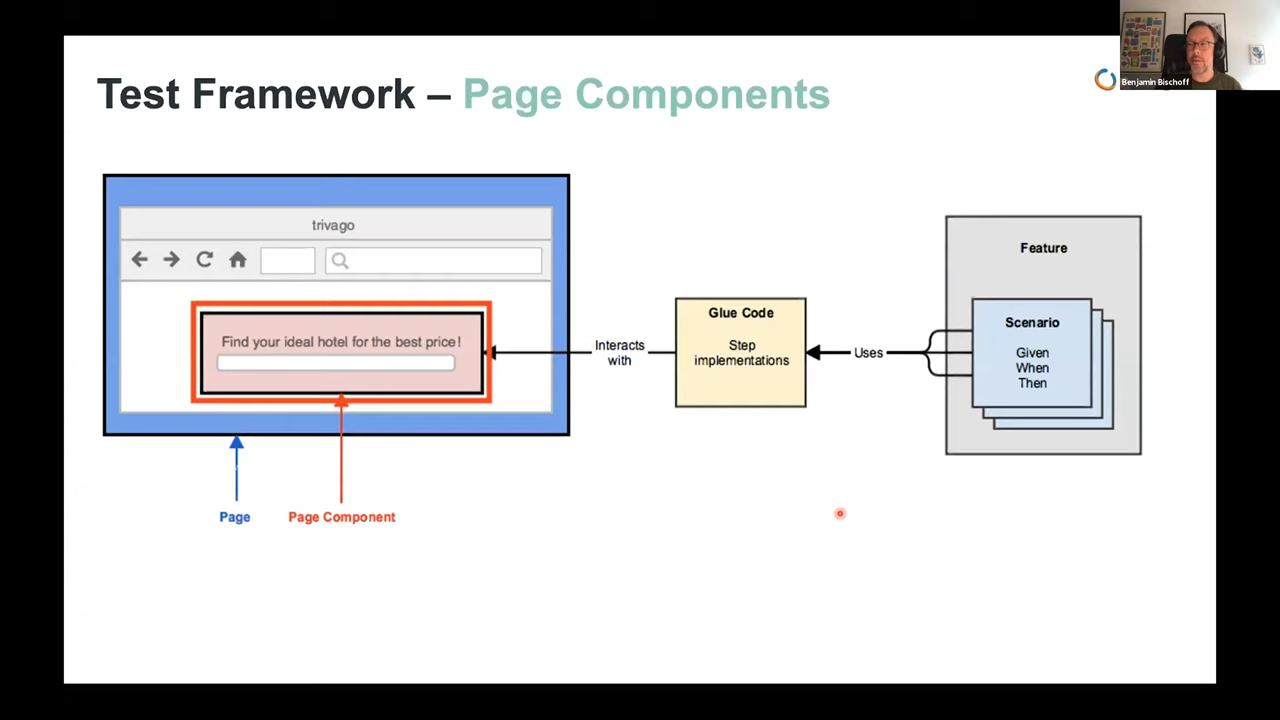 Test Framework – Page Components
Benjamin Bischoff
trivago
Find your ideal hotel for the best price!
Page
Page Component
Interacts
with
Glue Code
Step
implementations
Uses
Feature
Scenario
Given
When
Then